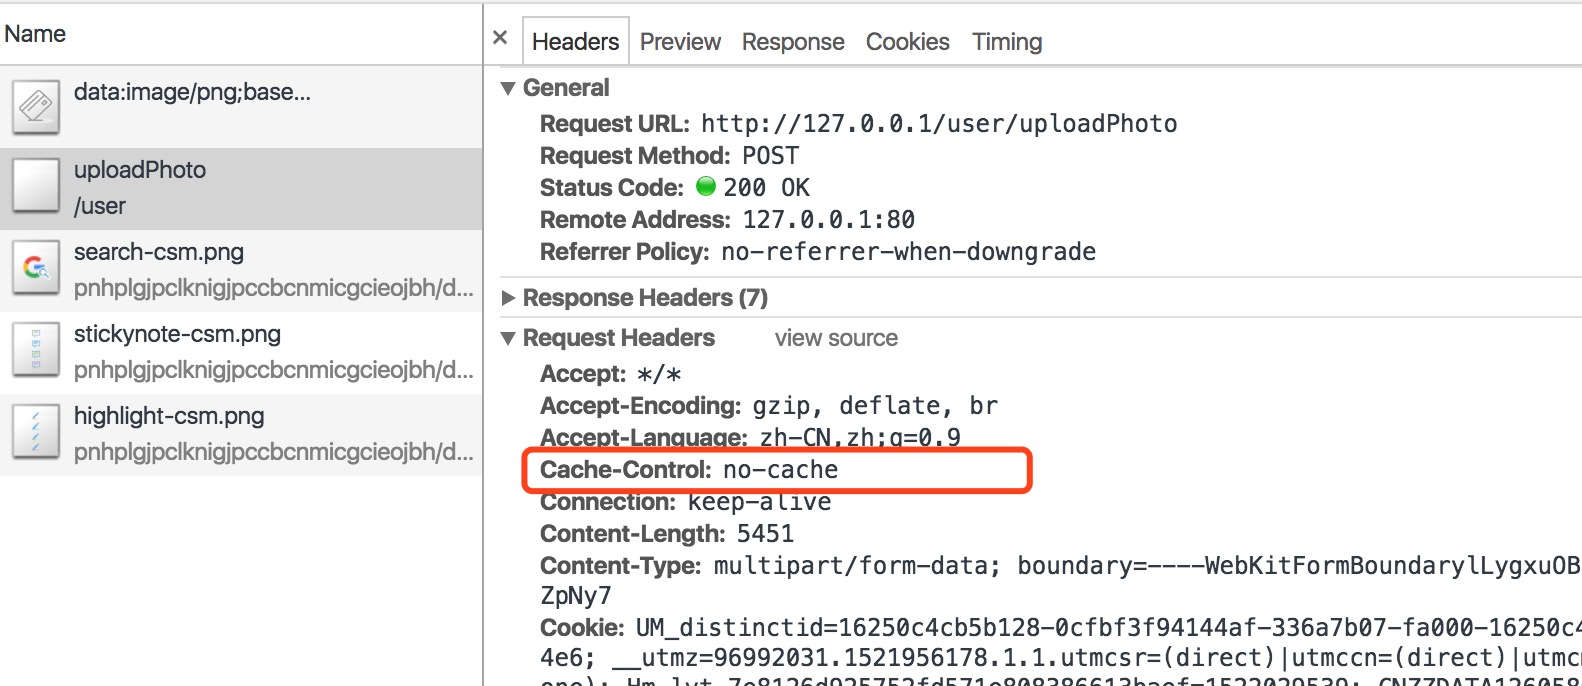 Name
data:image/png;base...
uploadPhoto
/user
search-csm.png
pnhplgjpclknigjpccbcnmicgcieojbh/d...
stickynote-csm.png
pnhplgjpclknigjpccbcnmicgcieojbh/d...
highlight-csm.png
pnhplgjpclknigjpccbcnmicgcieojbh/d...
× Headers Preview Response Cookies Timing
▼ General
Request URL: http://127.0.0.1/user/uploadPhoto
Request Method: POST
Status Code: 200 OK
Remote Address: 127.0.0.1:80
Referrer Policy: no-referrer-when-downgrade
▶ Response Headers (7)
▼ Request Headers view source
Accept: */*
Accept-Encoding: gzip, deflate, br
Accept-Language: zh-CN,zh;q=0.9
Cache-Control: no-cache
Connection: keep-alive
Content-Length: 5451
Content-Type: multipart/form-data; boundary=----WebKitFormBoundarylLygxuOB
ZpNy7
Cookie: UM_distinctid=16250c4cb5b128-0cfbf3f94144af-336a7b07-fa000-16250c4
4e6; __utmz=96992031.1521956178.1.1.utmcsr=(direct)|utmccn=(direct)|utmc